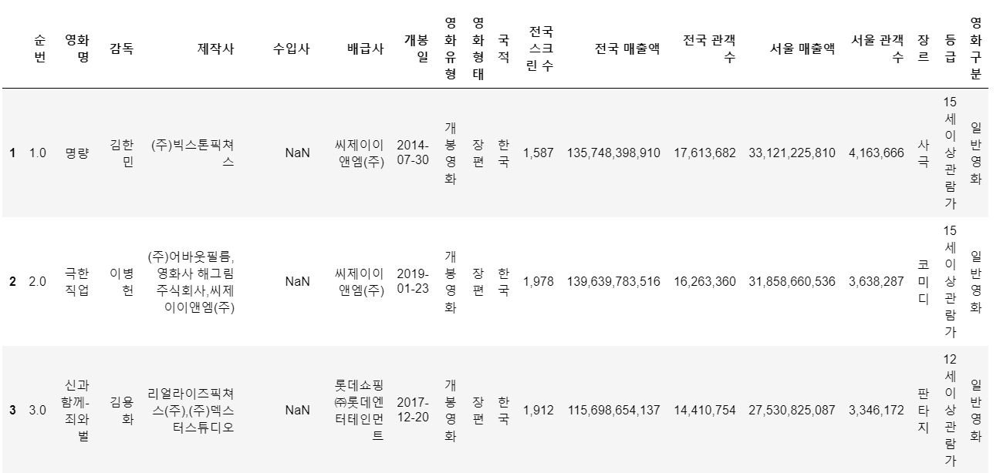 순번 영화명 감독 제작사 수입사 배급사 개봉일 영화유형 영화형태 국적 전국스크린 수 전국 매출액 전국 관객수 서울 매출액 서울 관객수 장르 등급 영화구분
1 1.0 명량 김한민 (주)빅스톤픽쳐스 NaN 씨제이이앤엠(주) 2014-07-30 개봉영화 장편 한국 1,587 135,748,398,910 17,613,682 33,121,225,810 4,163,666 사극 15세이상관람가 일반영화
2 2.0 극한직업 이병헌 (주)어바웃필름,영화사 해그림 주식회사,씨제이이앤엠(주) NaN 씨제이이앤엠(주) 2019-01-23 개봉영화 장편 한국 1,978 139,639,783,516 16,263,360 31,858,660,536 3,638,287 코미디 15세이상관람가 일반영화
3 3.0 신과함께-죄와 벌 김용화 리얼라이즈픽쳐스(주),(주)덱스터스튜디오 NaN 롯데쇼핑㈜롯데엔터테인먼트 2017-12-20 개봉영화 장편 한국 1,912 115,698,654,137 14,410,754 27,530,825,087 3,346,172 판타지 12세이상관람가 일반영화